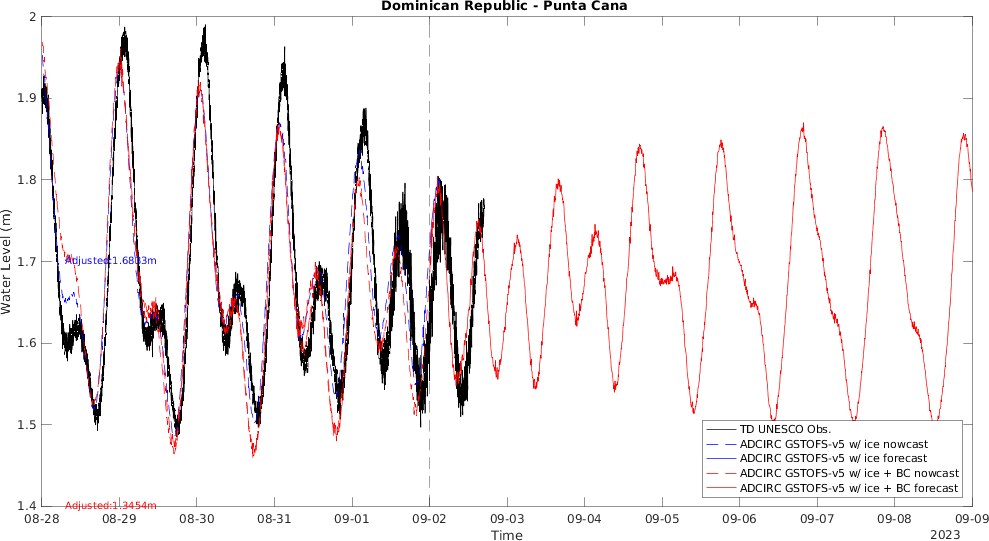 Dominican Republic - Punta Cana
2
1.9
1.8
1.7
1.6
1.5
1.4
Water Level (m)
Adjusted:1.6833m
Adjusted:1.3454m
TD UNESCO Obs.
ADCIRC GSTOFS-v5 w/ ice nowcast
ADCIRC GSTOFS-v5 w/ ice forecast
ADCIRC GSTOFS-v5 w/ ice + BC nowcast
ADCIRC GSTOFS-v5 w/ ice + BC forecast
08-28 08-29 08-30 08-31 09-01 09-02 09-03 09-04 09-05 09-06 09-07 09-08 09-09
Time
2023